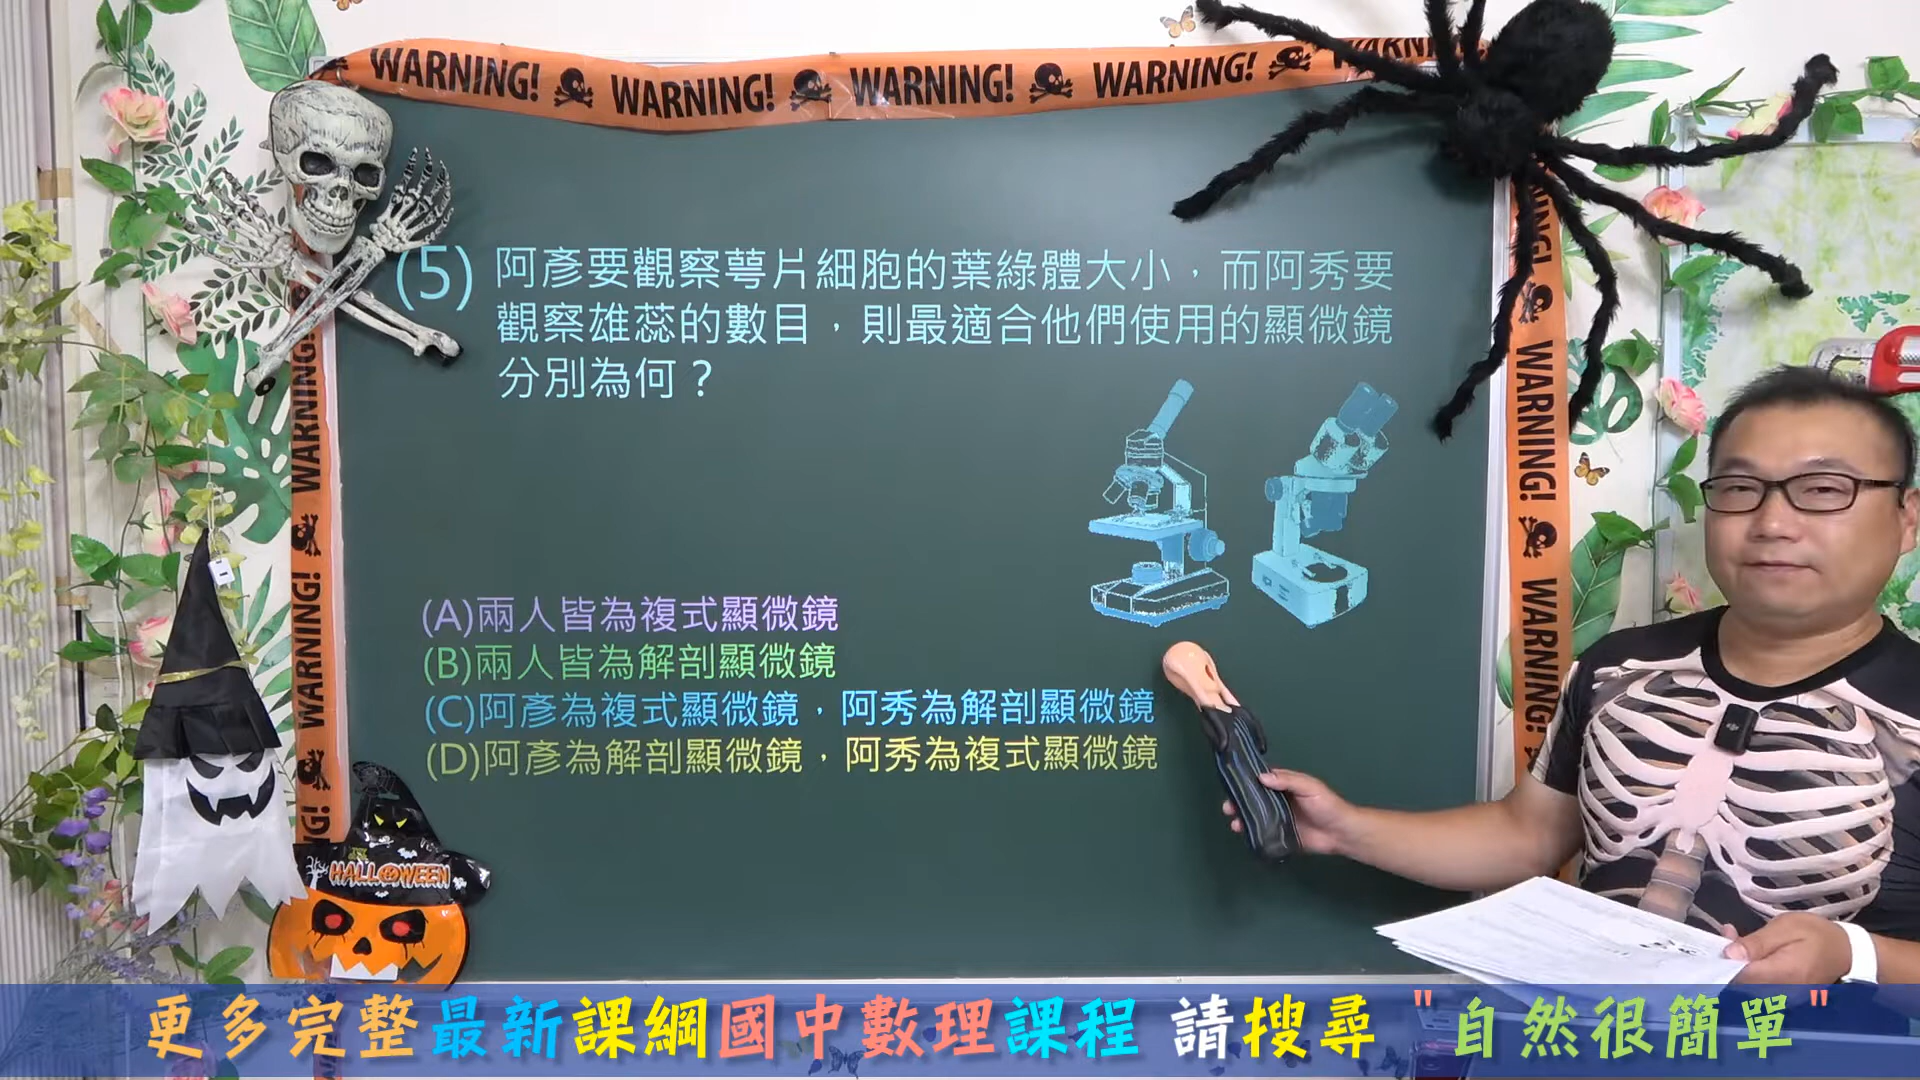 WARNING! WARNING! WARNING! WARNING! WARNI
(5) 阿彥要觀察萼片細胞的葉綠體大小，而阿秀要
觀察雄蕊的數目，則最適合他們使用的顯微鏡
分別為何？
(A)兩人皆為複式顯微鏡
(B)兩人皆為解剖顯微鏡
(C)阿彥為複式顯微鏡，阿秀為解剖顯微鏡
(D)阿彥為解剖顯微鏡，阿秀為複式顯微鏡
WARNING!
WARNING!
WARNING!
NG!
NING!
WARNING!
WARNING!
HALLOWEEN
更多完整最新課綱國中數理課程 請搜尋 "自然很簡單"